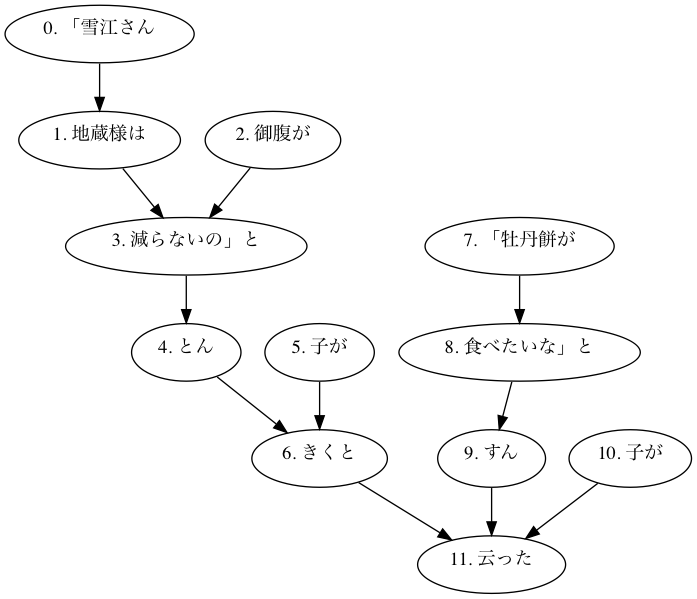 0. 「雪江さん
1. 地蔵様は
2. 御腹が
3. 減らないの」と
7. 「牡丹餅が
4. とん
5. 子が
8. 食べたいな」と
6. きくと
9. すん
10. 子が
11. 云った